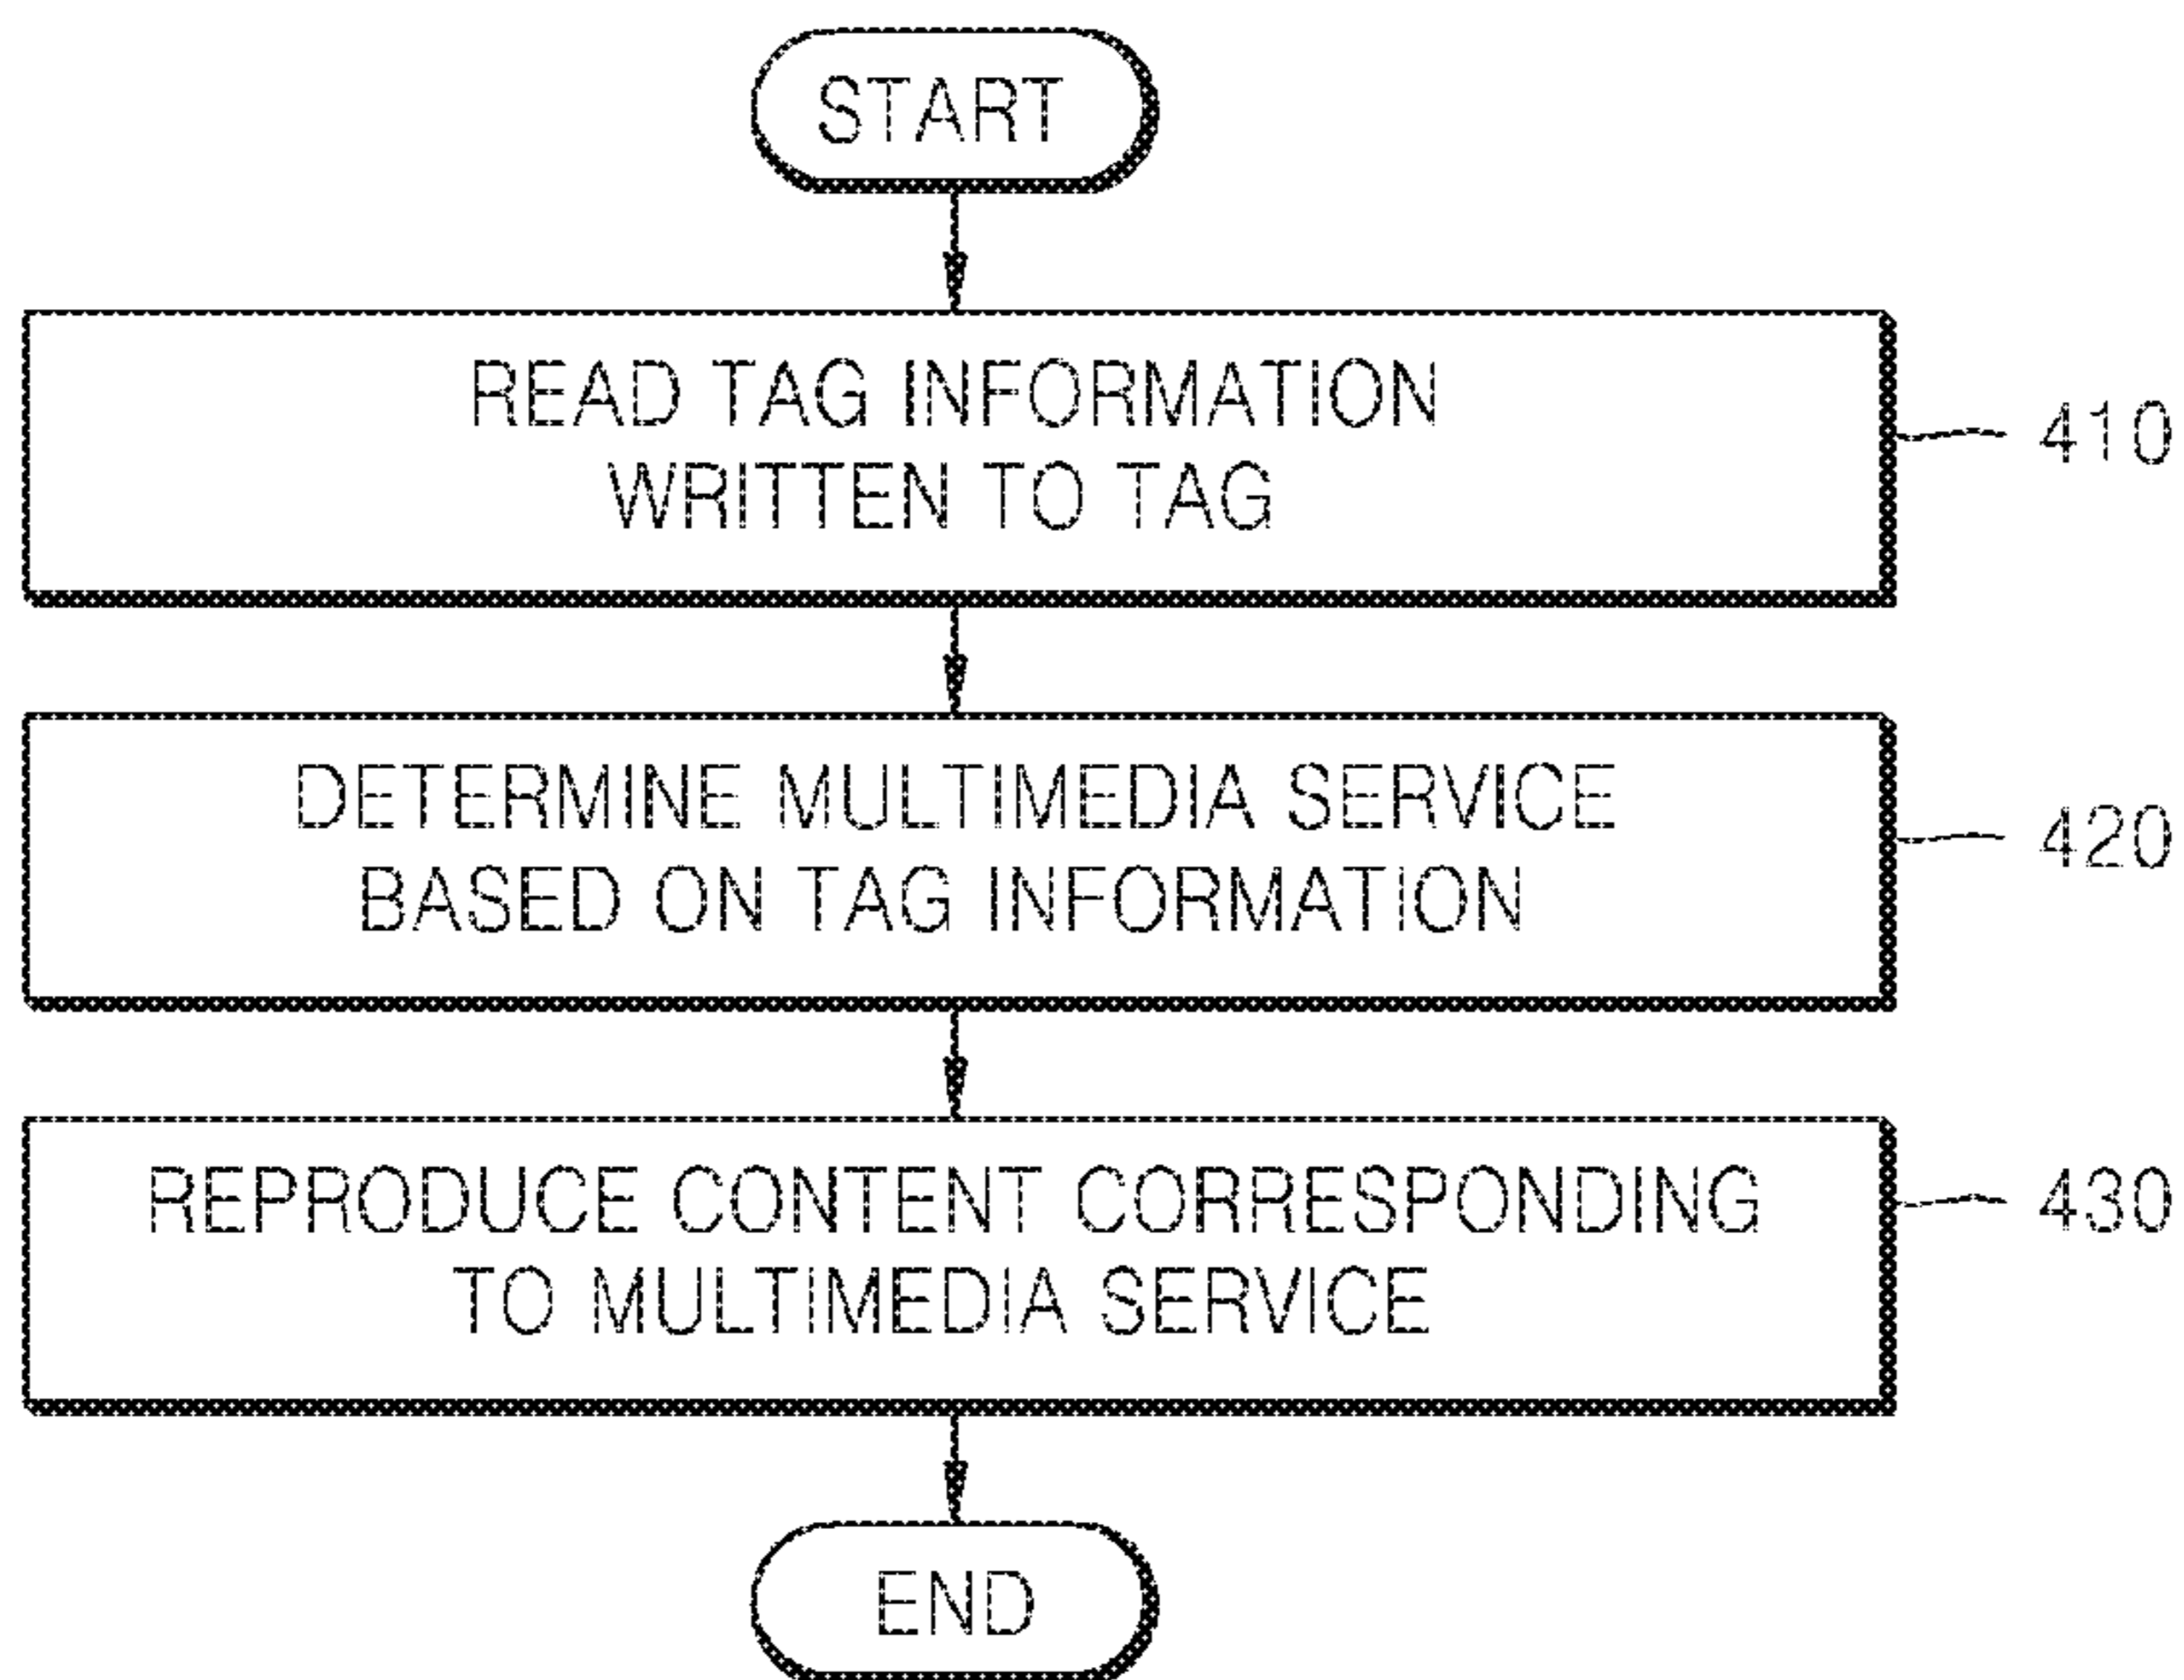 START
READ TAG INFORMATION
WRITTEN TO TAG
410
DETERMINE MULTIMEDIA SERVICE
BASED ON TAG INFORMATION
420
REPRODUCE CONTENT CORRESPONDING
TO MULTIMEDIA SERVICE
430
END